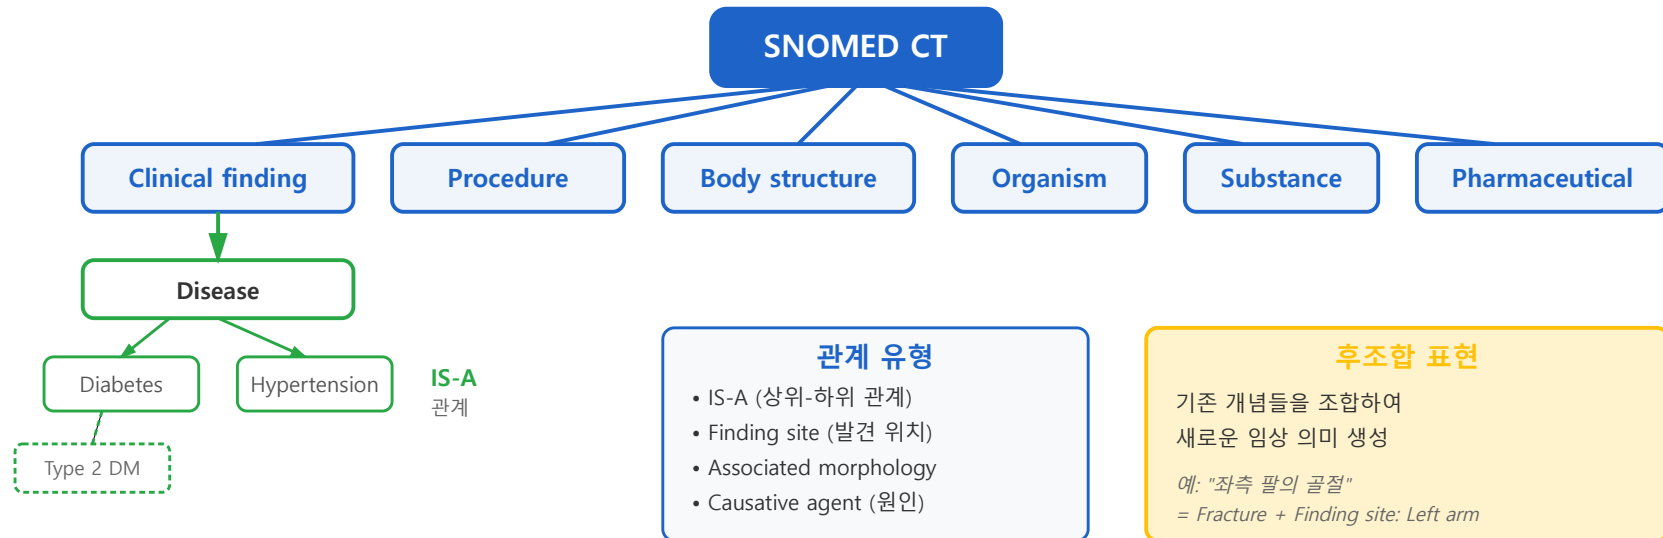 SNOMED CT
Clinical finding
Procedure
Body structure
Organism
Substance
Pharmaceutical
Disease
Diabetes
Hypertension
IS-A
관계
Type 2 DM
관계 유형
• IS-A (상위-하위 관계)
• Finding site (발견 위치)
• Associated morphology
• Causative agent (원인)
후조합 표현
기존 개념들을 조합하여
새로운 임상 의미 생성
예: "좌측 팔의 골절"
= Fracture + Finding site: Left arm